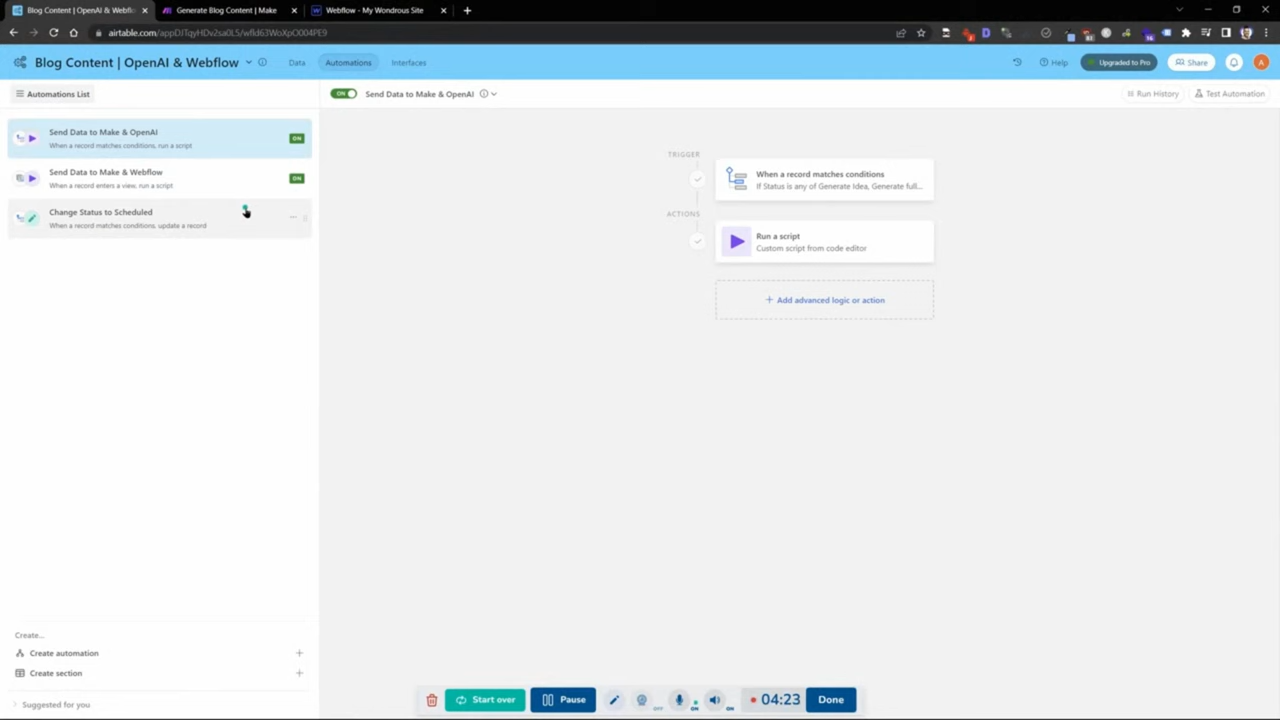 Blog Content | OpenAI & Webflo
Generate Blog Content | Make
Webflow - My Wondrous Site
Blog Content | OpenAI & Webflow
Data
Automations
Interfaces
Help
Upgraded to Pro
Share
A
Automations List
ON
Send Data to Make & OpenAI
Run History
Test Automation
Send Data to Make & OpenAI
When a record matches conditions, run a script
ON
Send Data to Make & Webflow
When a record enters a view, run a script
ON
Change Status to Scheduled
When a record matches conditions, update a record
TRIGGER
When a record matches conditions
If Status is any of Generate Idea, Generate full...
ACTIONS
Run a script
Custom script from code editor
+ Add advanced logic or action
Create...
Create automation
Create section
Suggested for you
Start over
Pause
OFF
ON
ON
04:23
Done